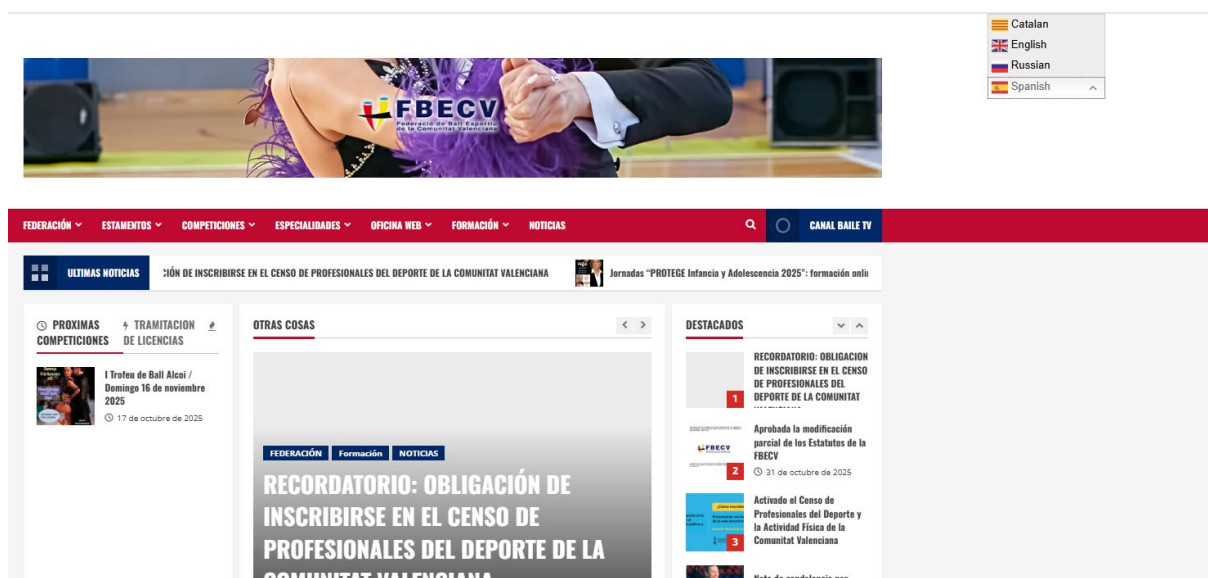 Catalan
English
Russian
Spanish
FBECV
Federació de Ball Esportiu
de la Comunitat Valenciana
FEDERACIÓN
ESTAMENTOS
COMPETICIONES
ESPECIALIDADES
OFICINA WEB
FORMACIÓN
NOTICIAS
CANAL BAILE TV
ULTIMAS NOTICIAS
DE INSCRIBIRSE EN EL CENSO DE PROFESIONALES DEL DEPORTE DE LA COMUNITAT VALENCIANA
Jornadas “PROTEGE Infancia y Adolescencia 2025”: formación
PROXIMAS
COMPETICIONES
TRAMITACION
DE LICENCIAS
I Trofeu de Ball Alcoi /
Domingo 16 de noviembre
2025
17 de octubre de 2025
OTRAS COSAS
FEDERACIÓN
Formación
NOTICIAS
RECORDATORIO: OBLIGACIÓN DE
INSCRIBIRSE EN EL CENSO DE
PROFESIONALES DEL DEPORTE DE LA
COMUNITAT VALENCIANA
DESTACADOS
1
RECORDATORIO: OBLIGACION
DE INSCRIBIRSE EN EL CENSO
DE PROFESIONALES DEL
DEPORTE DE LA COMUNITAT
FBECV
2
Aprobada la modificación
parcial de los Estatutos de la
FBECV
31 de octubre de 2025
3
Activado el Censo de
Profesionales del Deporte y
la Actividad Física de la
Comunitat Valenciana
Nota de condolencia por